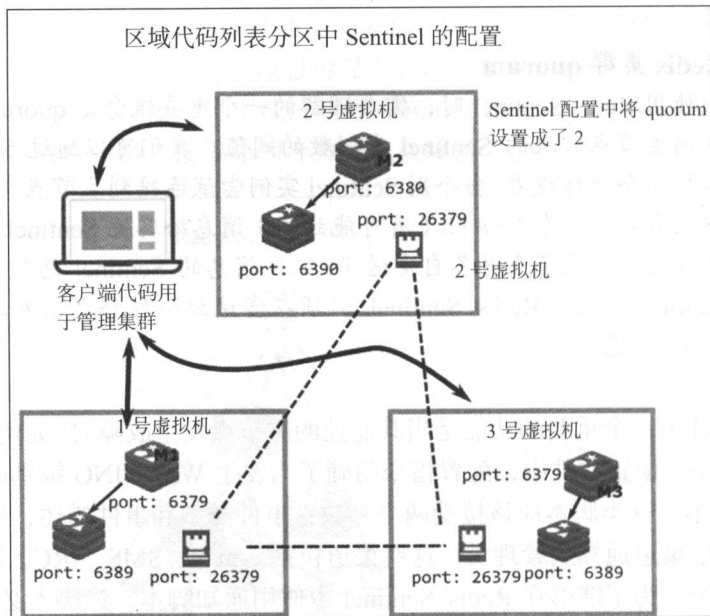 区域代码列表分区中 Sentinel 的配置
2 号虚拟机
Sentinel 配置中将 quorum
设置成了 2
M2
port: 6380
port: 26379
port: 6390
2 号虚拟机
客户端代码用
于管理集群
1 号虚拟机
M1
port: 6379
port: 6389
port: 26379
3 号虚拟机
port: 6379
M3
port: 26379
port: 6389